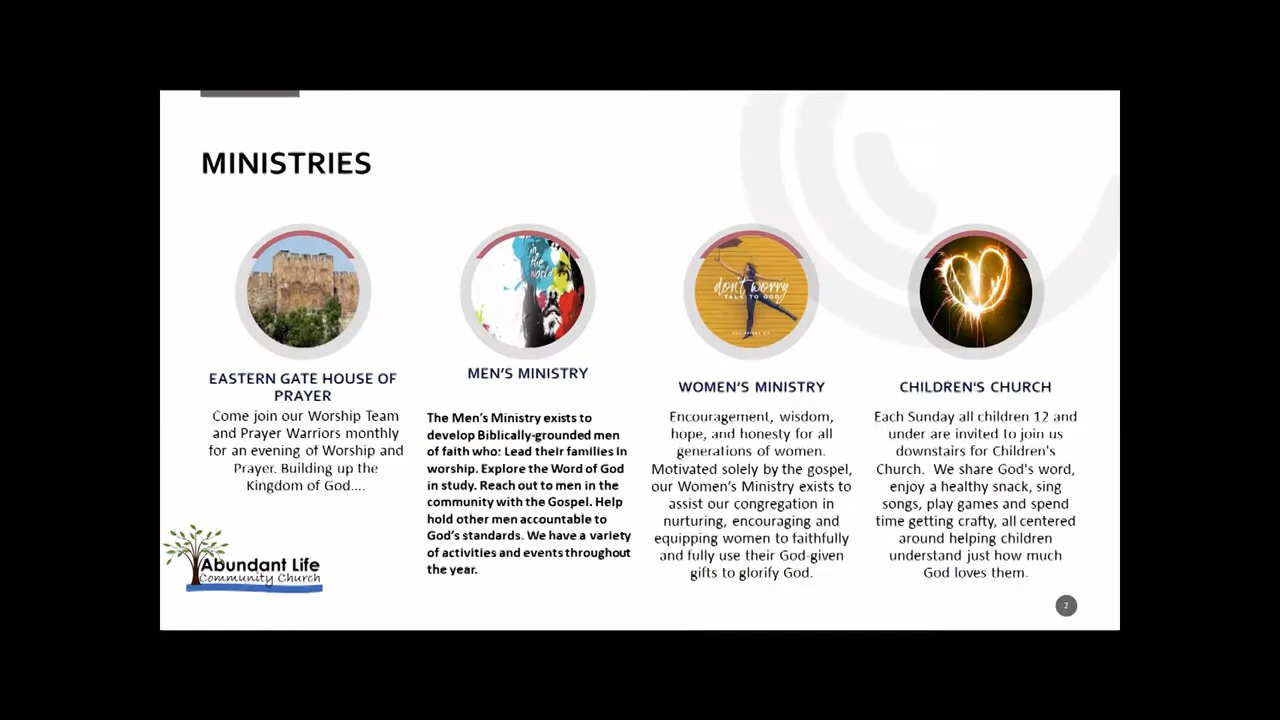 MINISTRIES
in
the
world
don't worry
TALK TO GOD
EASTERN GATE HOUSE OF
PRAYER
Come join our Worship Team
and Prayer Warriors monthly
for an evening of Worship and
Prayer. Building up the
Kingdom of God....
MEN'S MINISTRY
The Men's Ministry exists to
develop Biblically-grounded men
of faith who: Lead their families in
worship. Explore the Word of God
in study. Reach out to men in the
community with the Gospel. Help
hold other men accountable to
God's standards. We have a variety
of activities and events throughout
the year.
WOMEN'S MINISTRY
Encouragement, wisdom,
hope, and honesty for all
generations of women.
Motivated solely by the gospel,
our Women's Ministry exists to
assist our congregation in
nurturing, encouraging and
equipping women to faithfully
and fully use their God-given
gifts to glorify God.
CHILDREN'S CHURCH
Each Sunday all children 12 and
under are invited to join us
downstairs for Children's
Church. We share God's word,
enjoy a healthy snack, sing
songs, play games and spend
time getting crafty, all centered
around helping children
understand just how much
God loves them.
Abundant Life
Community Church
2